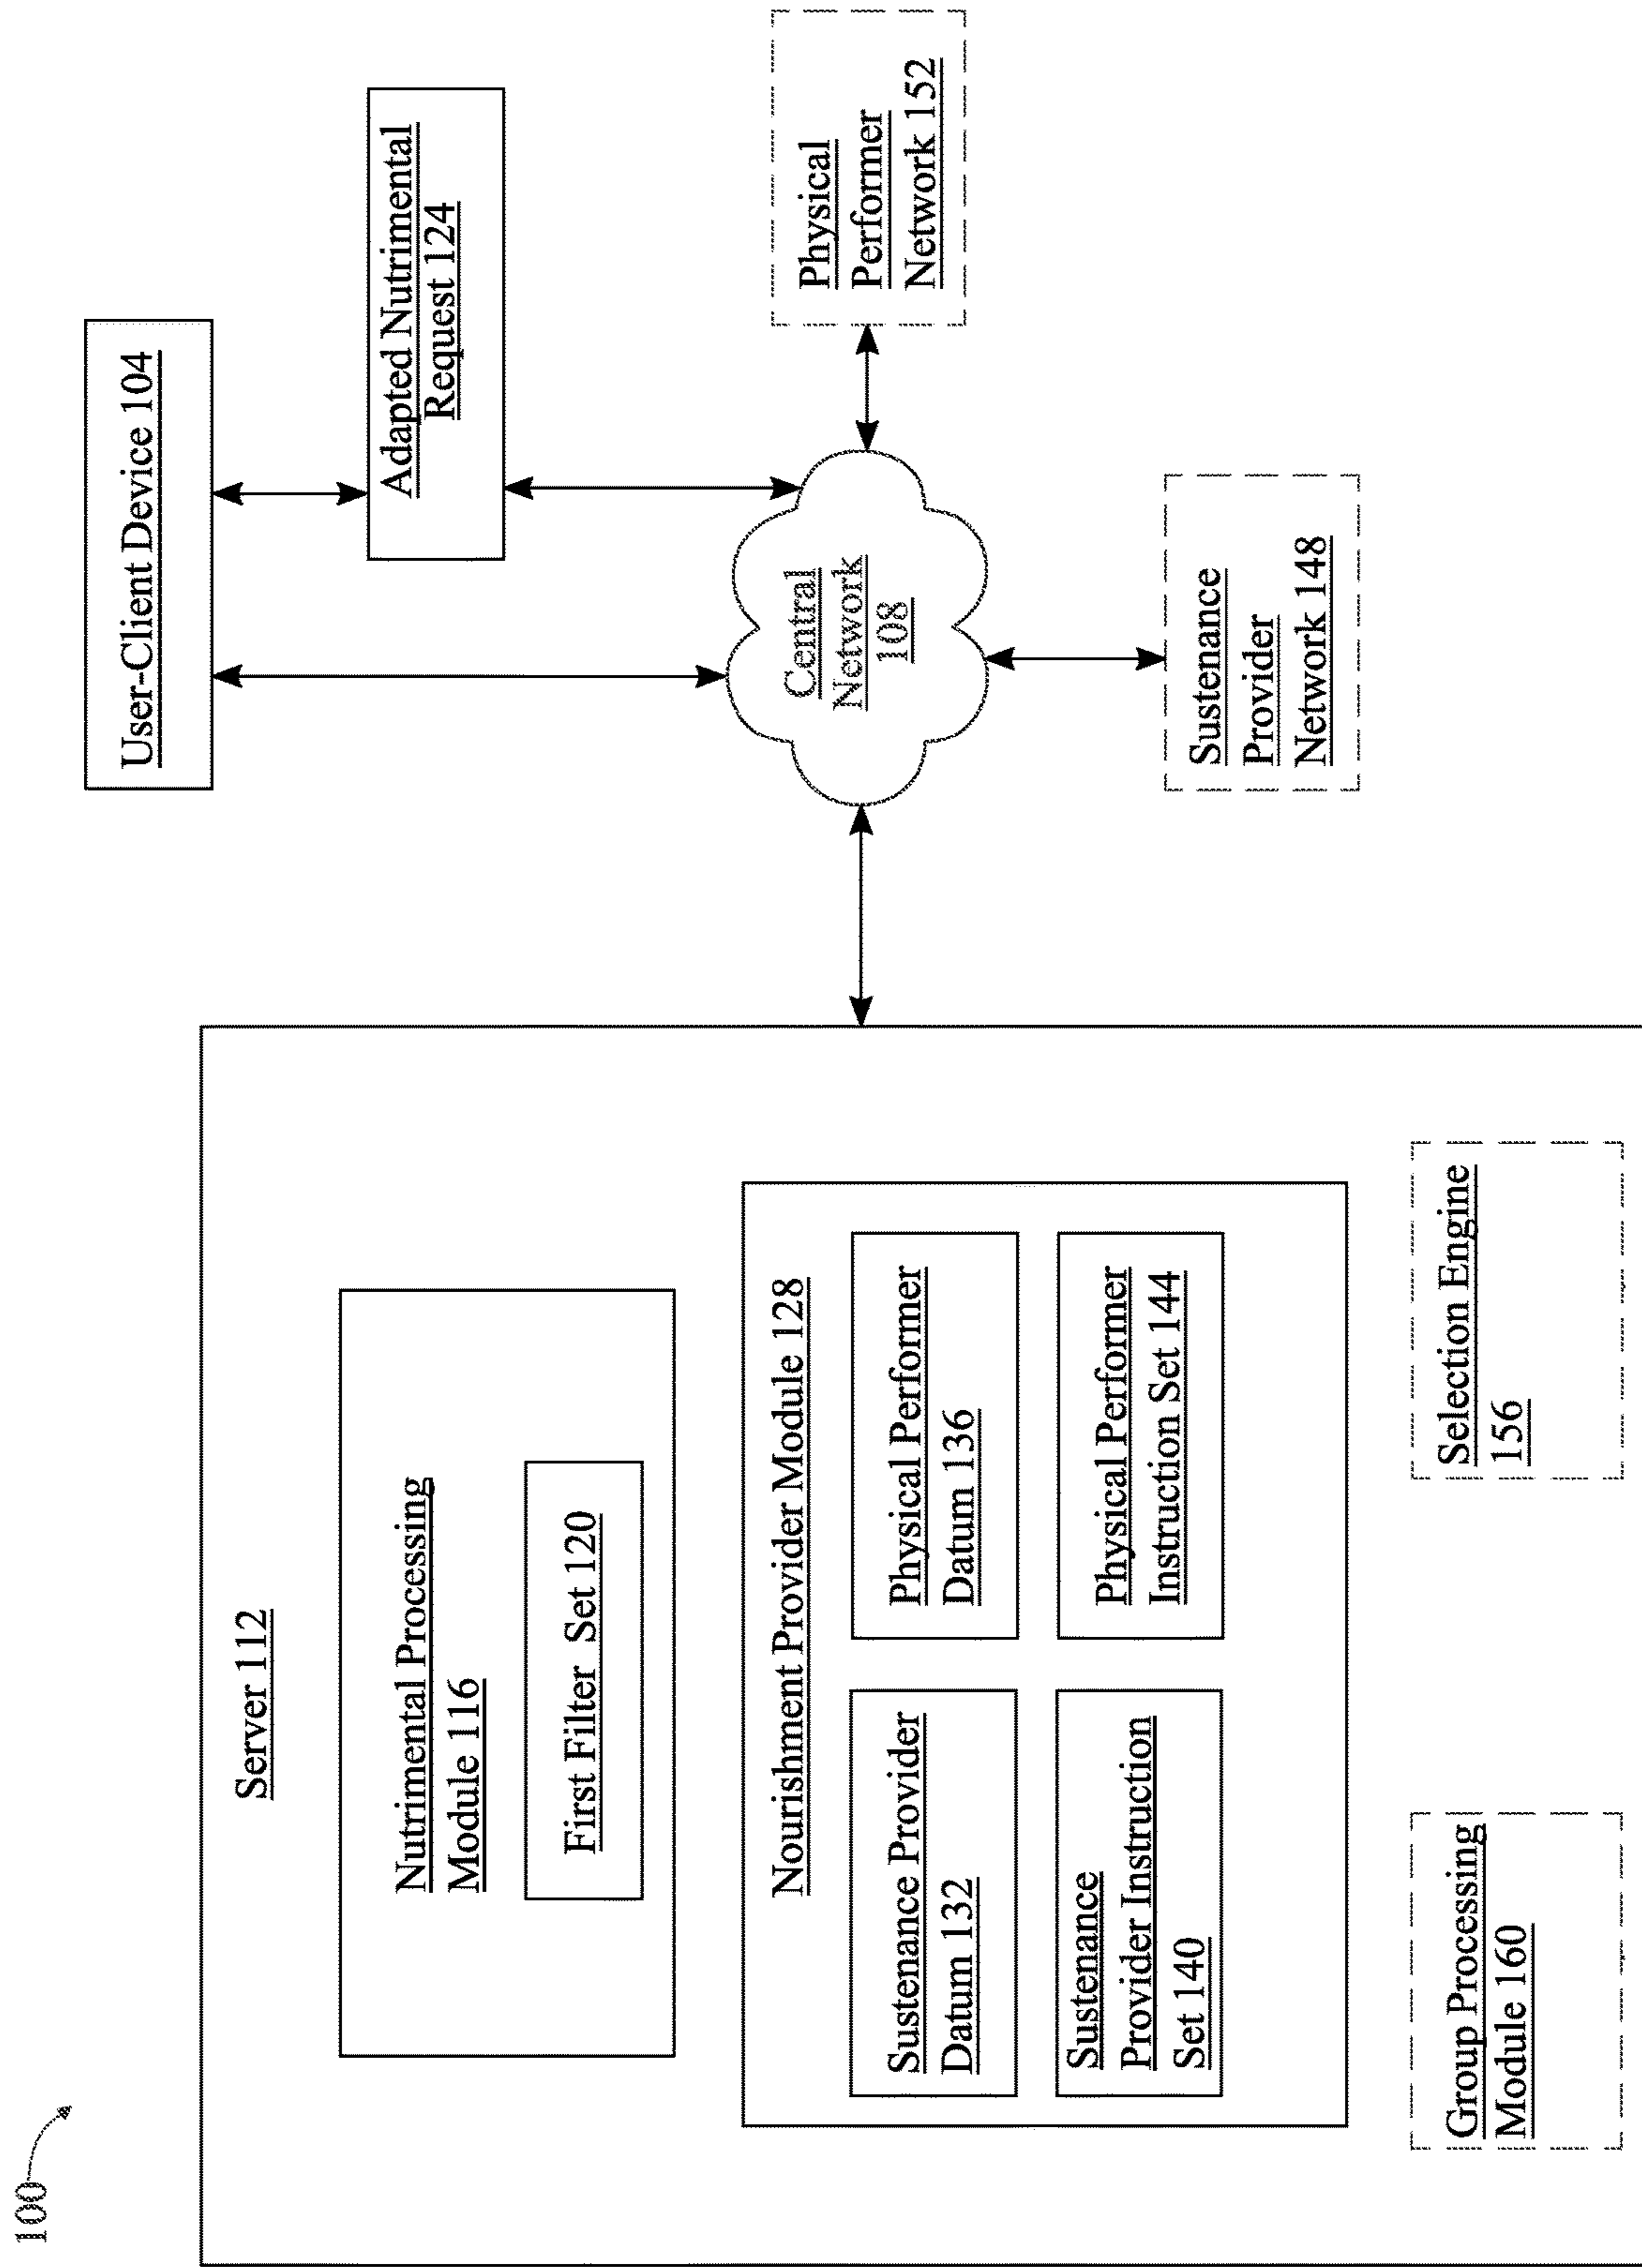 100
Server 112
Nutrimental Processing
Module 116
First Filter Set 120
Nourishment Provider Module 128
Sustenance Provider
Datum 132
Physical Performer
Datum 136
Sustenance
Provider Instruction
Set 140
Physical Performer
Instruction Set 144
Group Processing
Module 160
Selection Engine
156
User-Client Device 104
Adapted Nutrimental
Request 124
Central
Network
108
Sustenance
Provider
Network 148
Physical
Performer
Network 152